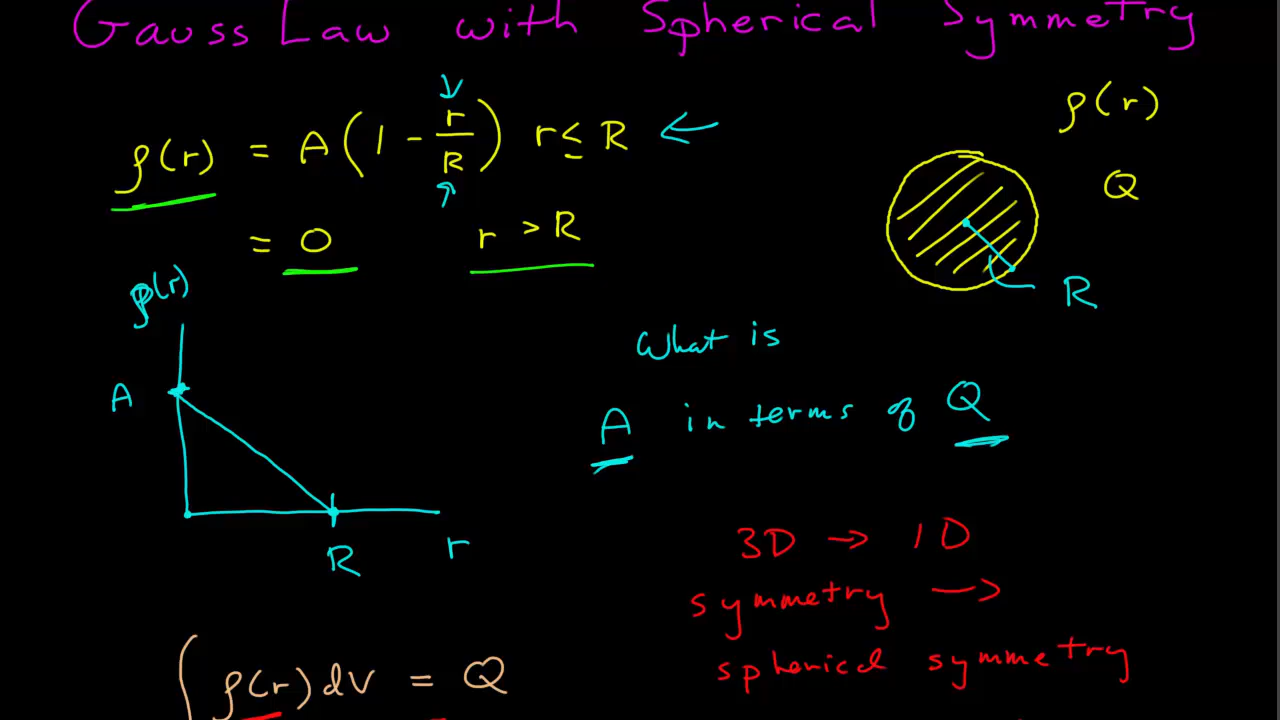 Gauss Law with Spherical Symmetry
ρ(r) = A(1 - r/R) r ≤ R ←
= 0 r > R
ρ(r)
Q
R
ρ(r)
A
R
r
What is
A in terms of Q
3D → 1D
symmetry →
spherical symmetry
∫ρ(r)dV = Q